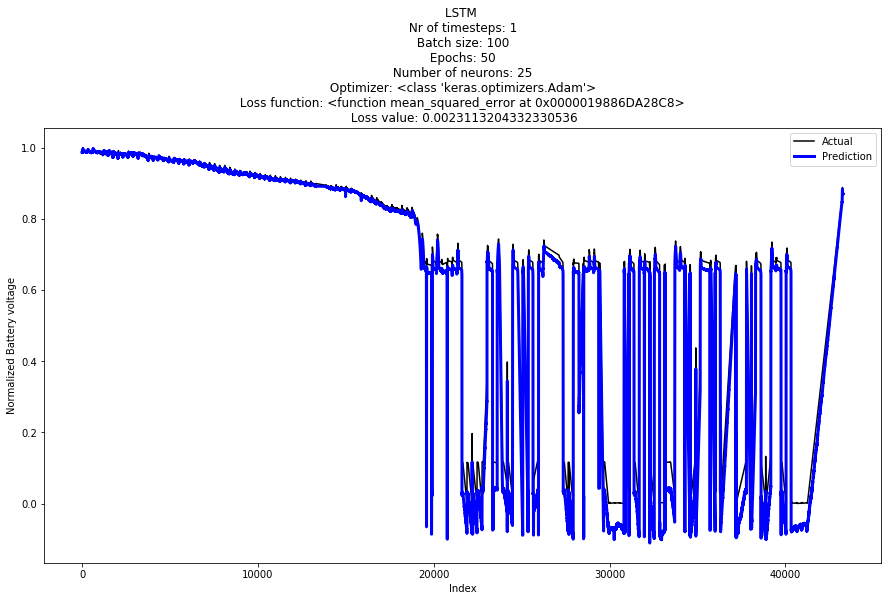 LSTM
Nr of timesteps: 1
Batch size: 100
Epochs: 50
Number of neurons: 25
Optimizer: <class 'keras.optimizers.Adam'>
Loss function: <function mean_squared_error at 0x0000019886DA28C8>
Loss value: 0.0023113204332330536
Actual
Prediction
1.0
0.8
0.6
0.4
0.2
0.0
Normalized Battery voltage
0
10000
20000
30000
40000
Index